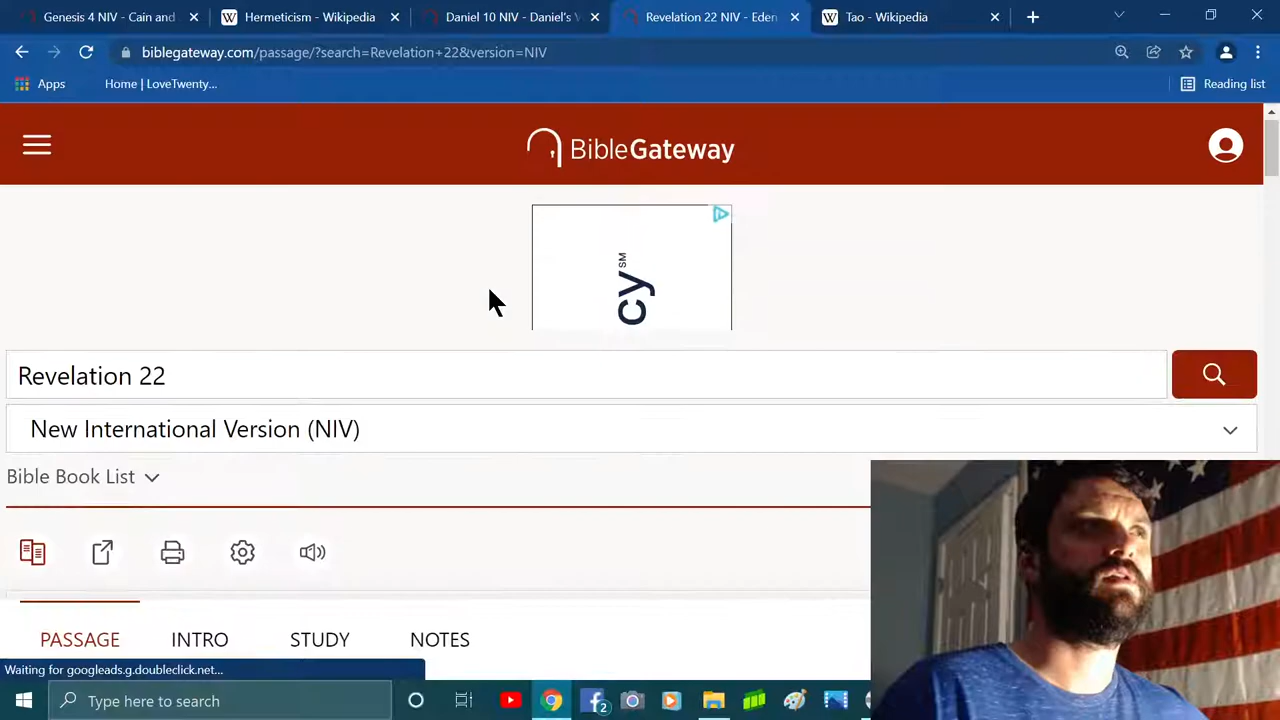 Genesis 4 NIV - Cain and
Hermeticism - Wikipedia
Daniel 10 NIV - Daniel's V
Revelation 22 NIV - Eden
Tao - Wikipedia
biblegateway.com/passage/?search=Revelation+22&version=NIV
Apps
Home | LoveTwenty...
Reading list
BibleGateway
cy SM
Revelation 22
New International Version (NIV)
Bible Book List
PASSAGE
INTRO
STUDY
NOTES
Waiting for googleads.g.doubleclick.net...
Type here to search
2